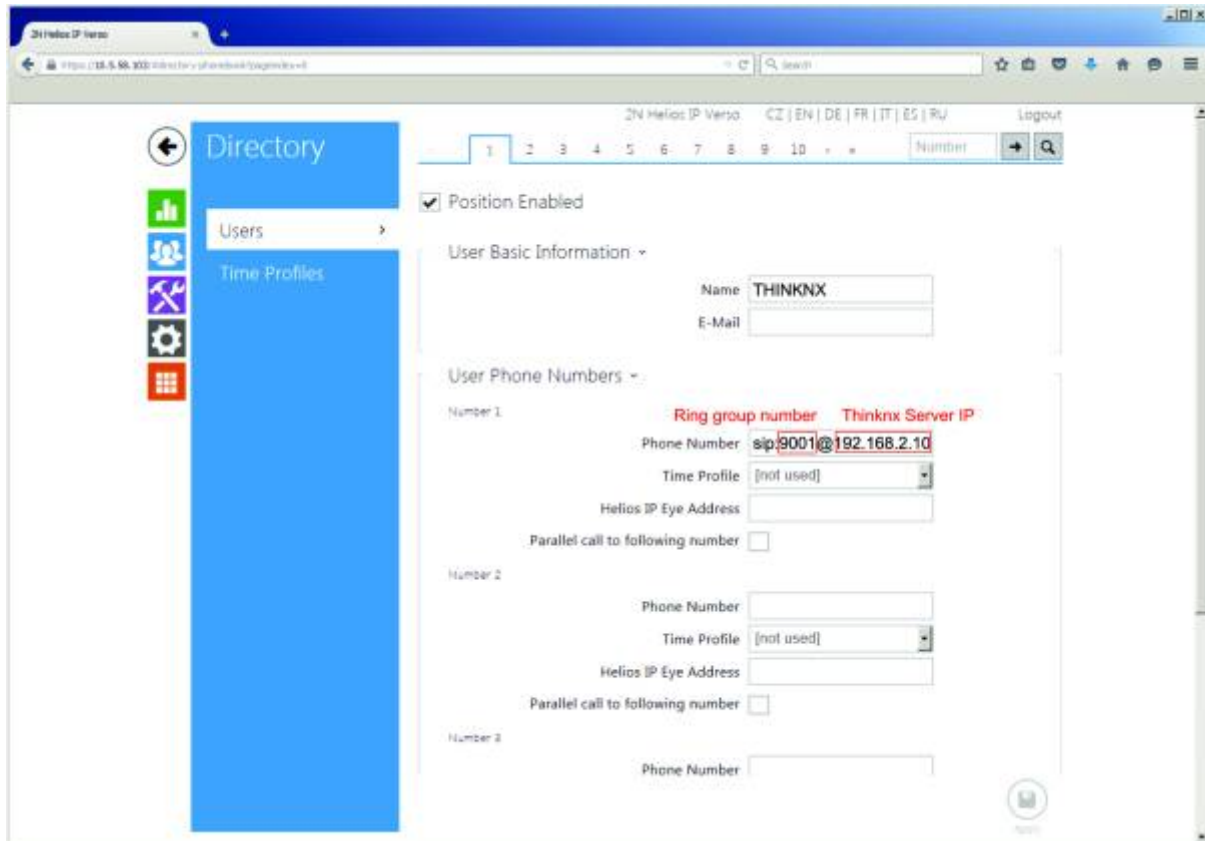 2N Helios IP Verso
Search
2N Helios IP Verso CZ | EN | DE | FR | IT | ES | RU Logout
Directory
1 2 3 4 5 6 7 8 9 10 Number
Position Enabled
Users
Time Profiles
User Basic Information
Name THINKNX
E-Mail
User Phone Numbers
Number 1
Ring group number Thinknx Server IP
Phone Number sip:9001@192.168.2.10
Time Profile [not used]
Helios IP Eye Address
Parallel call to following number
Number 2
Phone Number
Time Profile [not used]
Helios IP Eye Address
Parallel call to following number
Number 3
Phone Number